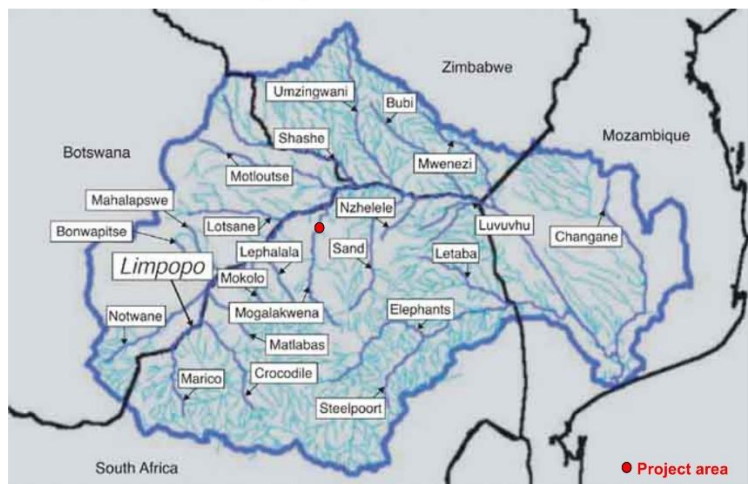 Zimbabwe
Umzingwani
Bubi
Mozambique
Shashe
Botswana
Mwenezi
Motloutse
Mahalapswe
Nzhelele
Lotsane
Luvuvhu
Bonwapitse
Changane
Lephalala
Sand
Letaba
Limpopo
Mokolo
Notwane
Mogalakwena
Elephants
Matlabas
Marico
Crocodile
Steelpoort
South Africa
Project area